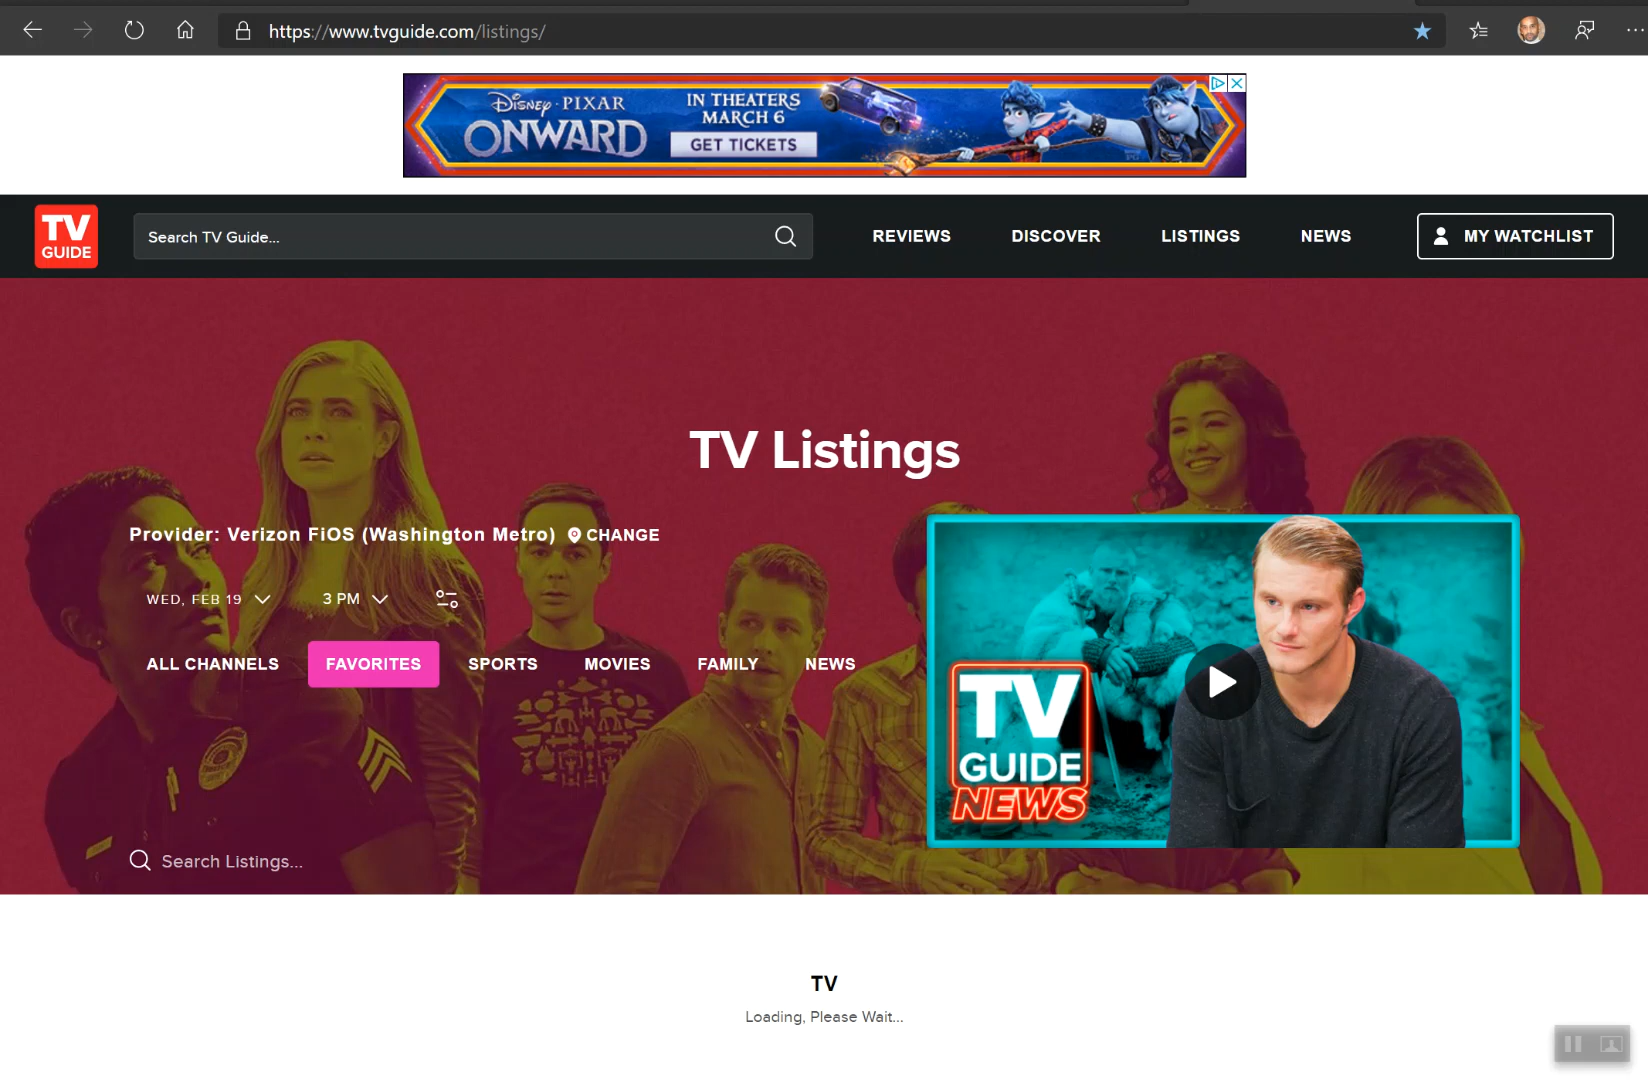 https://www.tvguide.com/listings/
Disney·PIXAR
ONWARD
IN THEATERS
MARCH 6
GET TICKETS
TV
GUIDE
Search TV Guide...
REVIEWS
DISCOVER
LISTINGS
NEWS
MY WATCHLIST
TV Listings
Provider: Verizon FiOS (Washington Metro)
CHANGE
WED, FEB 19
3 PM
ALL CHANNELS
FAVORITES
SPORTS
MOVIES
FAMILY
NEWS
TV
GUIDE
NEWS
Search Listings...
TV
Loading, Please Wait...